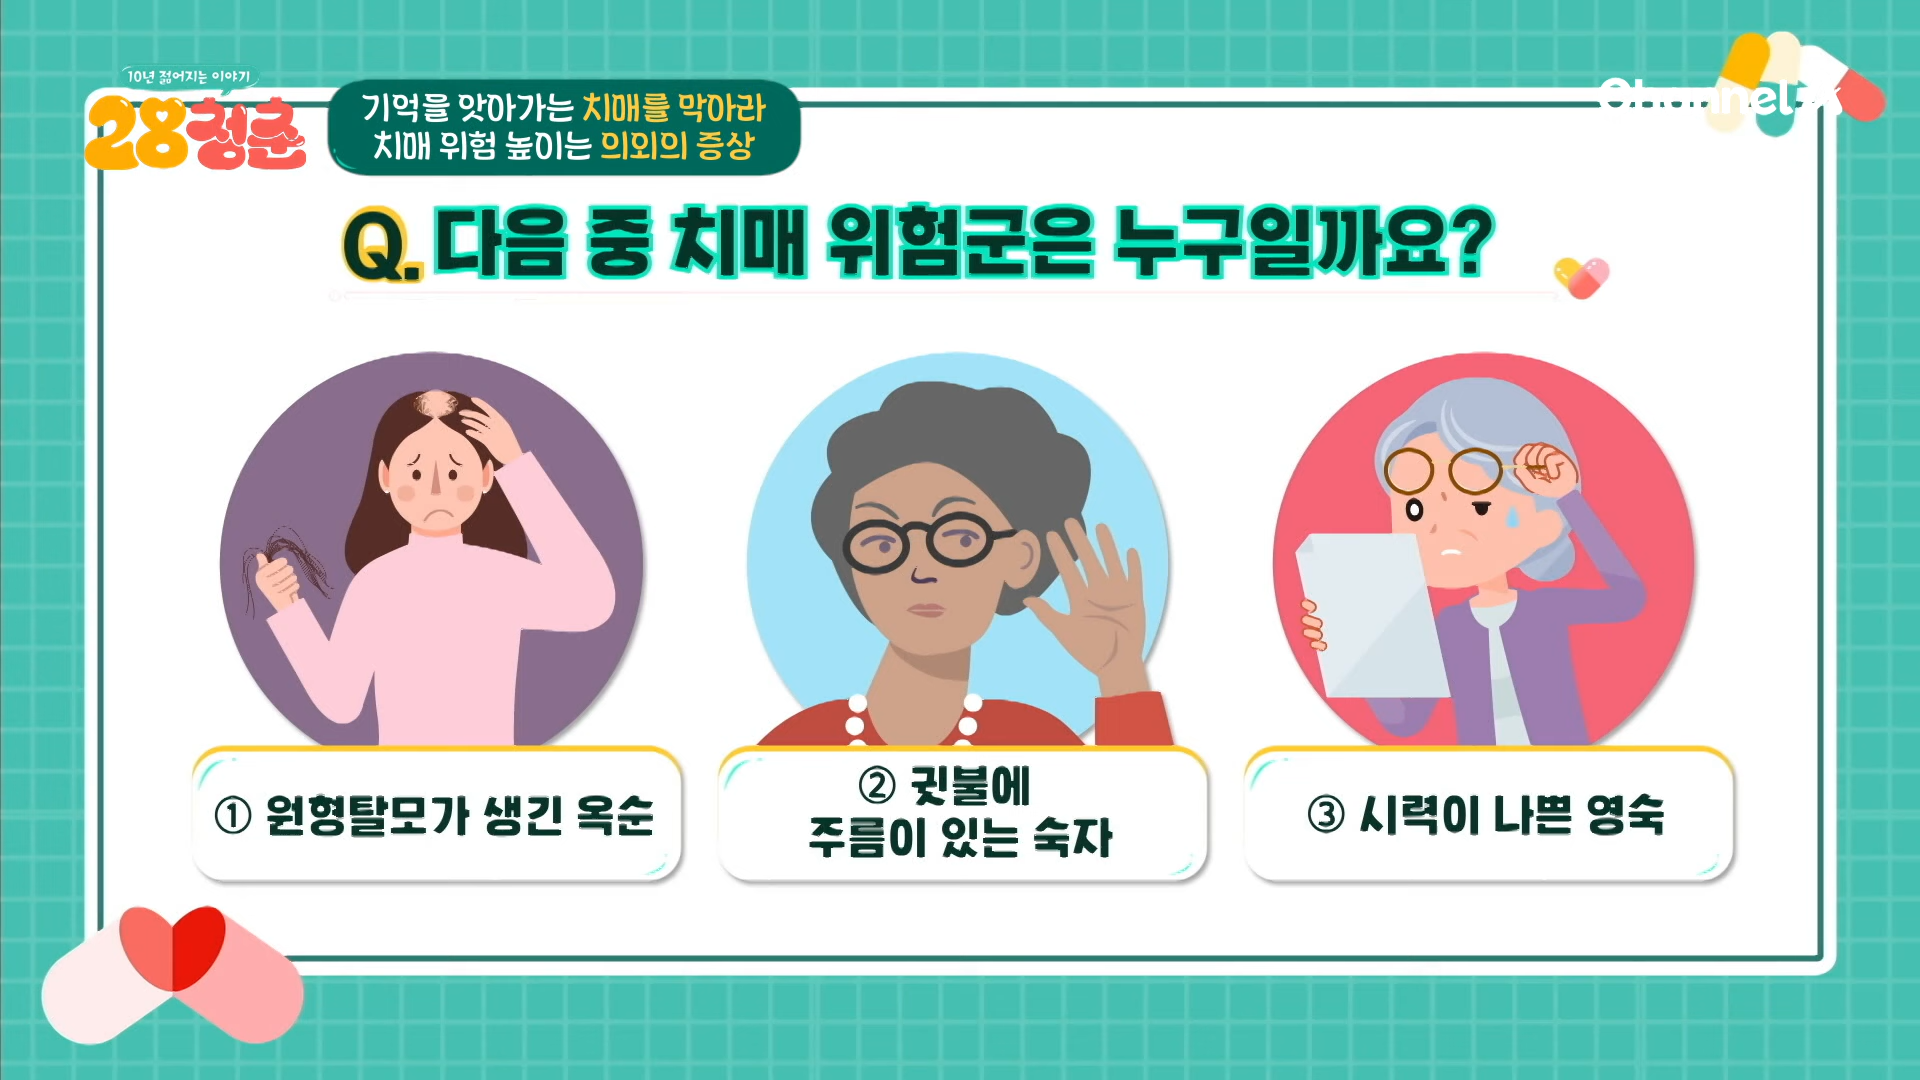 10년 젊어지는 이야기
28청춘
기억을 앗아가는 치매를 막아라
치매 위험 높이는 의외의 증상
Channel A
Q. 다음 중 치매 위험군은 누구일까요?
① 원형탈모가 생긴 옥순
② 귓불에
주름이 있는 숙자
③ 시력이 나쁜 영숙